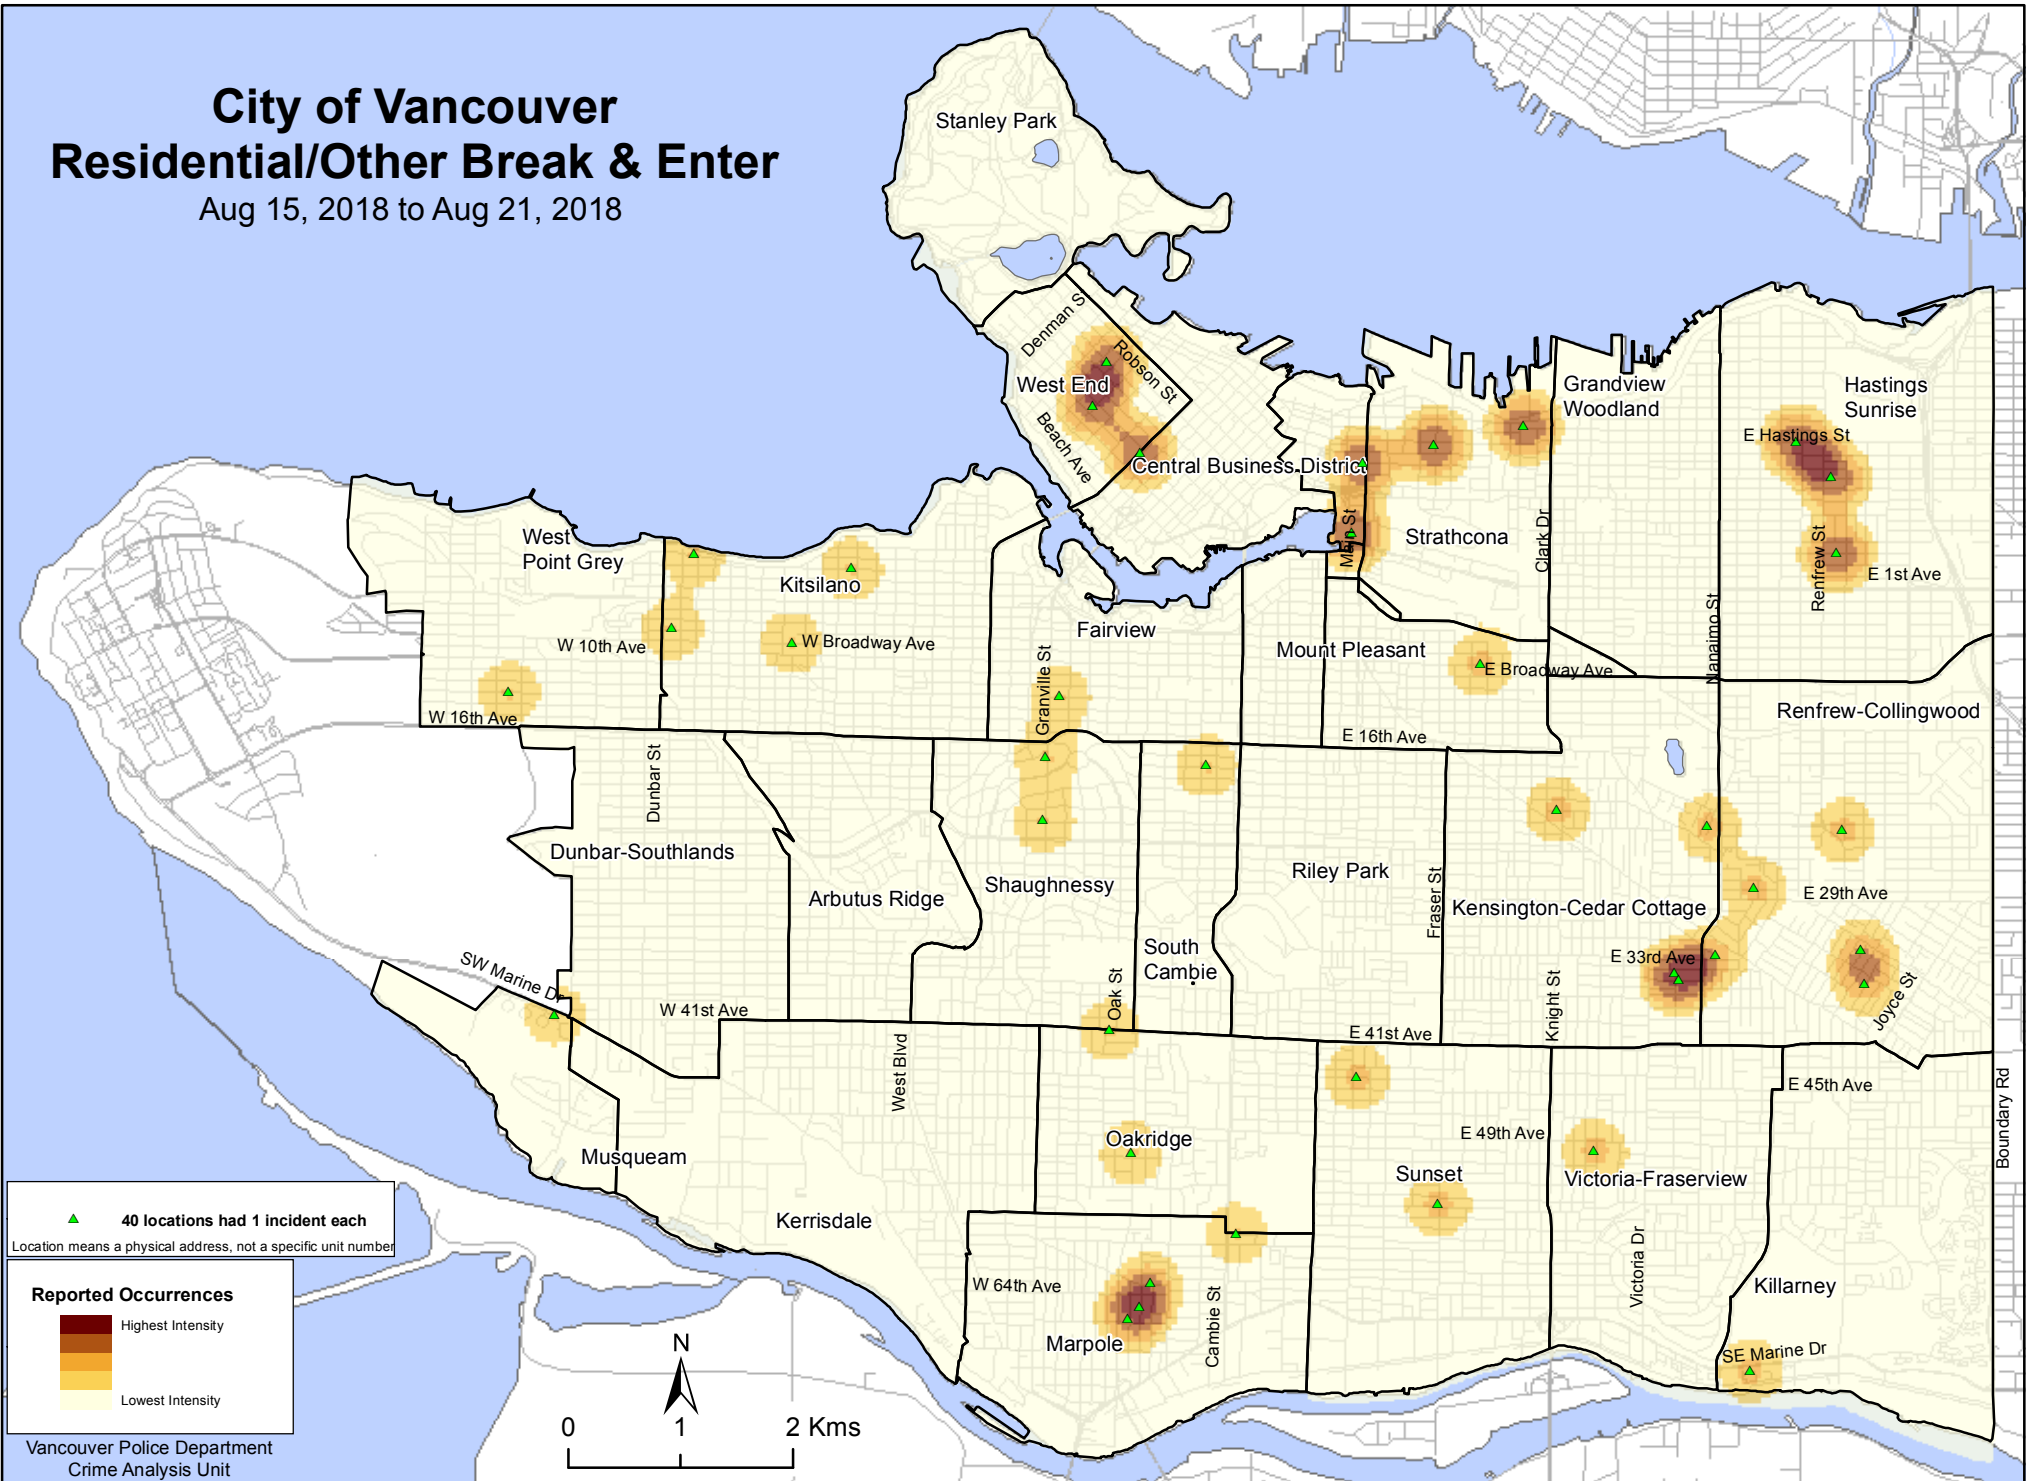 City of Vancouver
Residential/Other Break & Enter
Aug 15, 2018 to Aug 21, 2018
Stanley Park
Denman S
Robson St
West End
Beach Ave
Central Business District
Grandview
Woodland
Hastings
Sunrise
E Hastings St
Main St
Strathcona
Clark Dr
Renfrew St
E 1st Ave
Nanaimo St
West
Point Grey
Kitsilano
W 10th Ave
W Broadway Ave
Fairview
Mount Pleasant
E Broadway Ave
Granville St
W 16th Ave
E 16th Ave
Renfrew-Collingwood
Dunbar St
Dunbar-Southlands
Arbutus Ridge
Shaughnessy
Riley Park
Fraser St
Kensington-Cedar Cottage
E 29th Ave
South
Cambie
E 33rd Ave
SW Marine Dr
W 41st Ave
Oak St
Knight St
Joyce St
E 41st Ave
West Blvd
E 45th Ave
Boundary Rd
Oakridge
E 49th Ave
Musqueam
Sunset
Victoria-Fraserview
Kerrisdale
Victoria Dr
W 64th Ave
Cambie St
Killarney
Marpole
SE Marine Dr
40 locations had 1 incident each
Location means a physical address, not a specific unit number
Reported Occurrences
Highest Intensity
Lowest Intensity
N
0 1 2 Kms
Vancouver Police Department
Crime Analysis Unit